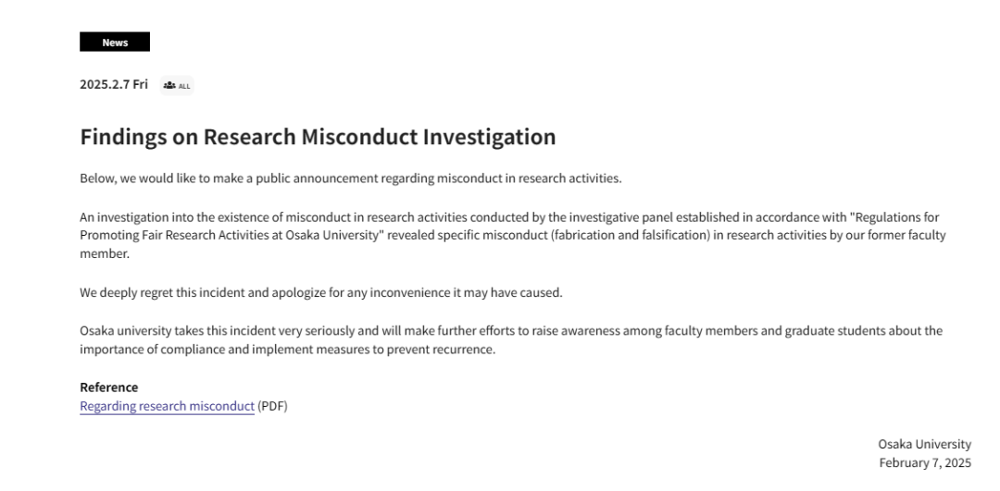 News
2025.2.7 Fri ALL
Findings on Research Misconduct Investigation
Below, we would like to make a public announcement regarding misconduct in research activities.
An investigation into the existence of misconduct in research activities conducted by the investigative panel established in accordance with "Regulations for
Promoting Fair Research Activities at Osaka University" revealed specific misconduct (fabrication and falsification) in research activities by our former faculty
member.
We deeply regret this incident and apologize for any inconvenience it may have caused.
Osaka university takes this incident very seriously and will make further efforts to raise awareness among faculty members and graduate students about the
importance of compliance and implement measures to prevent recurrence.
Reference
Regarding research misconduct (PDF)
Osaka University
February 7, 2025